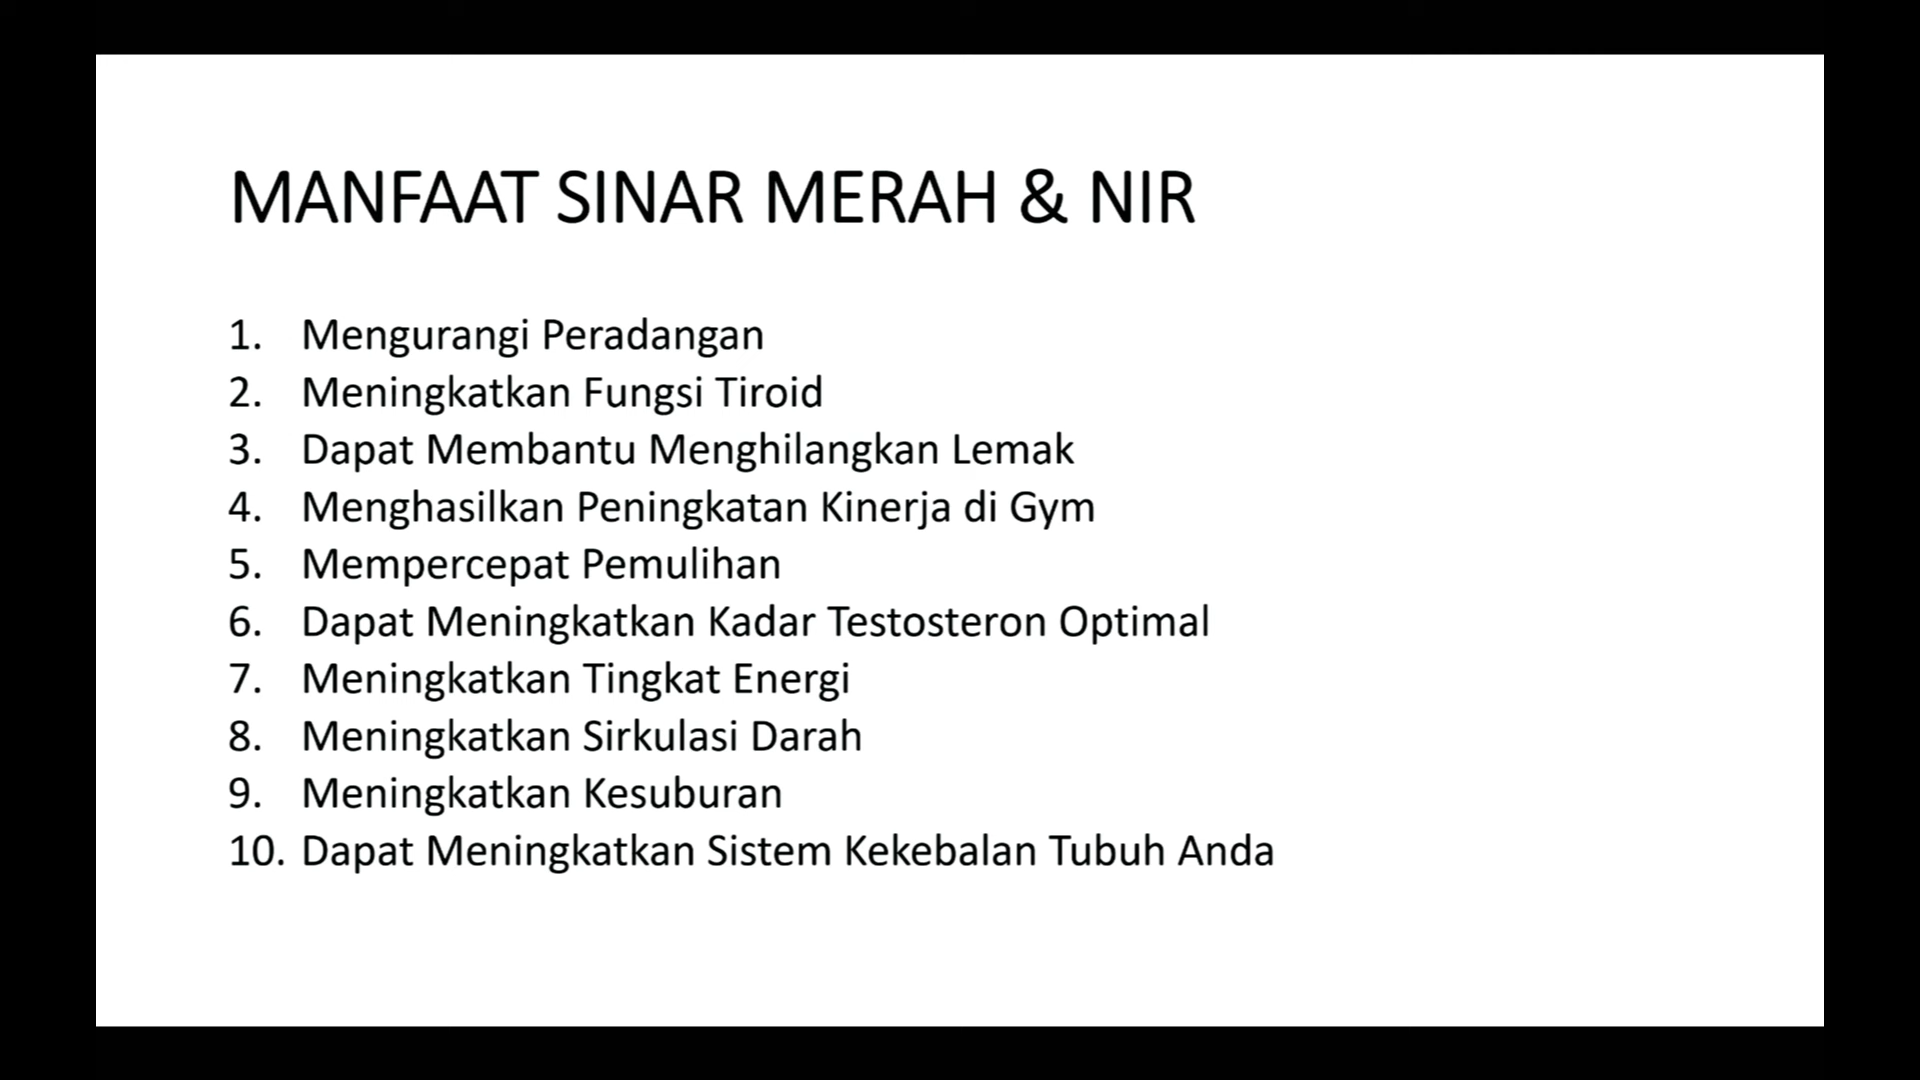 MANFAAT SINAR MERAH & NIR
1. Mengurangi Peradangan
2. Meningkatkan Fungsi Tiroid
3. Dapat Membantu Menghilangkan Lemak
4. Menghasilkan Peningkatan Kinerja di Gym
5. Mempercepat Pemulihan
6. Dapat Meningkatkan Kadar Testosteron Optimal
7. Meningkatkan Tingkat Energi
8. Meningkatkan Sirkulasi Darah
9. Meningkatkan Kesuburan
10. Dapat Meningkatkan Sistem Kekebalan Tubuh Anda